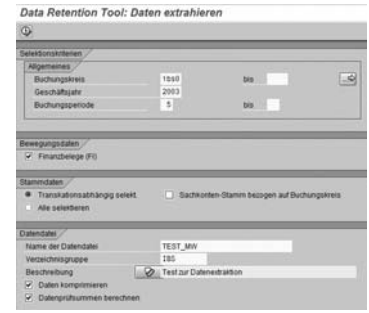 Data Retention Tool: Daten extrahieren
Selektionskriterien
Allgemeines
Buchungskreis 1bs0 bis
Geschäftsjahr 2003
Buchungsperiode 5 bis
Bewegungsdaten
Finanzbelege (FI)
Stammdaten
Transkationsabhängig selekt. Sachkonten-Stamm bezogen auf Buchungskreis
Alle selektieren
Datendatei
Name der Datendatei TEST_MW
Verzeichnisgruppe IBS
Beschreibung Test zur Datenextraktion
Daten komprimieren
Datenprüfsummen berechnen